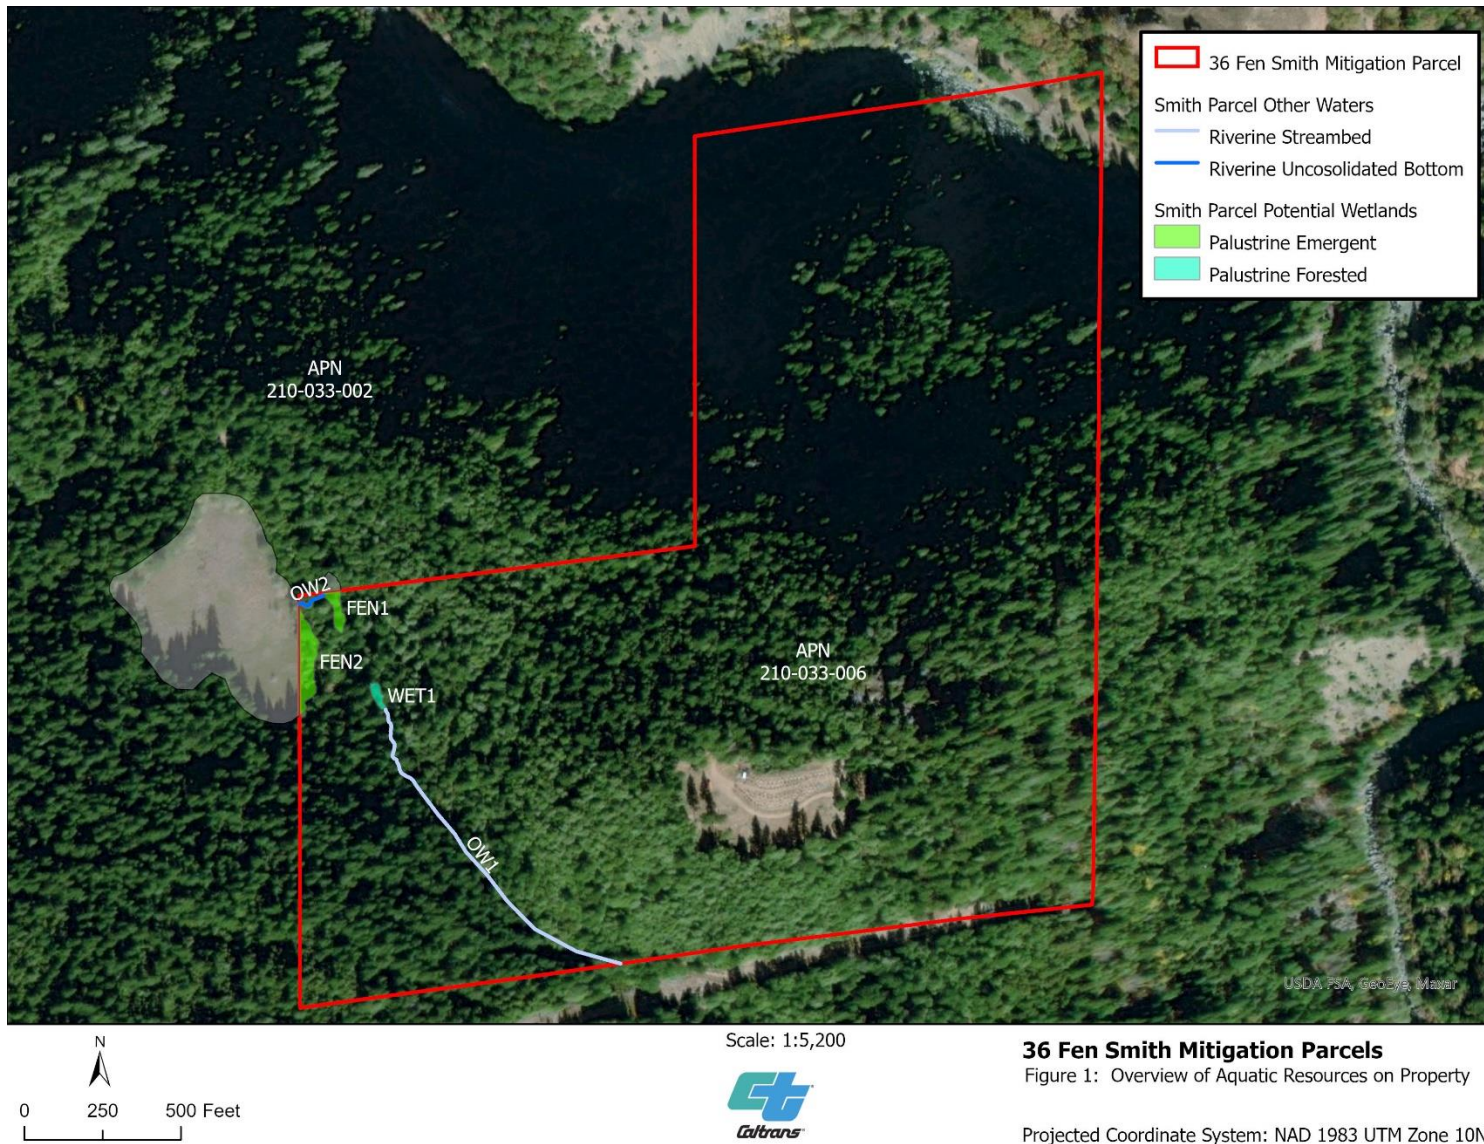 36 Fen Smith Mitigation Parcel
Smith Parcel Other Waters
Riverine Streambed
Riverine Uncosolidated Bottom
Smith Parcel Potential Wetlands
Palustrine Emergent
Palustrine Forested
APN
210-033-002
OW2
FEN1
FEN2
WET1
APN
210-033-006
OW1
USDA FSA, GeoEye, Maxar
N
0 250 500 Feet
Scale: 1:5,200
Ct
Caltrans
36 Fen Smith Mitigation Parcels
Figure 1: Overview of Aquatic Resources on Property
Projected Coordinate System: NAD 1983 UTM Zone 10N